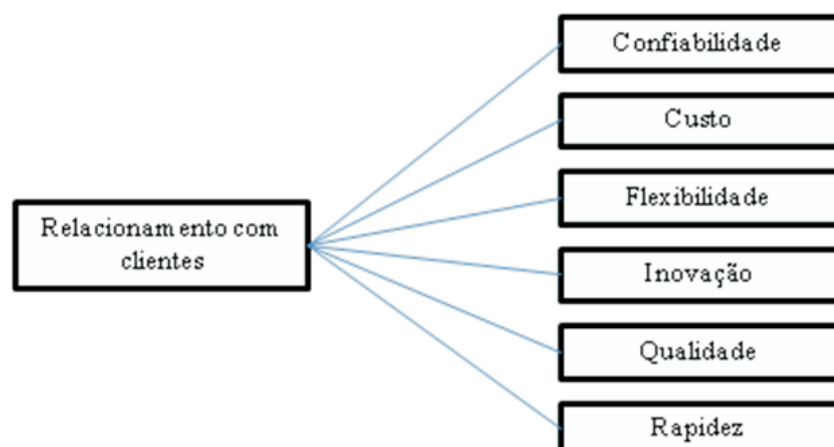 Relacionamento com
clientes
Confiabilidade
Custo
Flexibilidade
Inovação
Qualidade
Rapidez